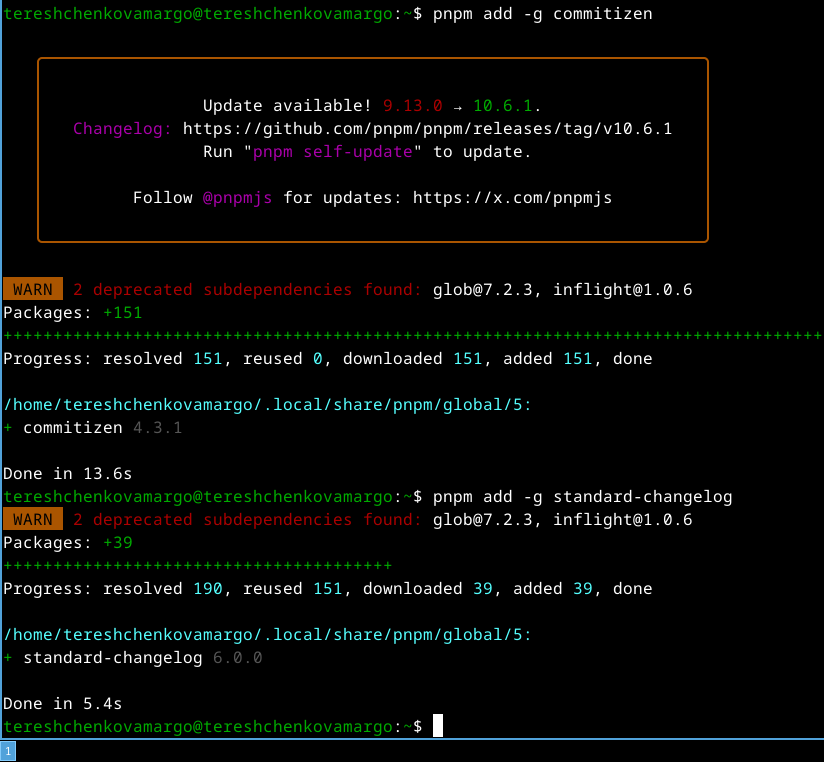 tereshchenkovamargo@tereshchenkovamargo:~$ pnpm add -g commitizen
Update available! 9.13.0 → 10.6.1.
Changelog: https://github.com/pnpm/pnpm/releases/tag/v10.6.1
Run "pnpm self-update" to update.
Follow @pnpmjs for updates: https://x.com/pnpmjs
WARN 2 deprecated subdependencies found: glob@7.2.3, inflight@1.0.6
Packages: +151
++++++++++++++++++++++++++++++++++++++++++++++++++++++++++++++++++++++++++++++++++
Progress: resolved 151, reused 0, downloaded 151, added 151, done
/home/tereshchenkovamargo/.local/share/pnpm/global/5:
+ commitizen 4.3.1
Done in 13.6s
tereshchenkovamargo@tereshchenkovamargo:~$ pnpm add -g standard-changelog
WARN 2 deprecated subdependencies found: glob@7.2.3, inflight@1.0.6
Packages: +39
+++++++++++++++++++++++++++++++++++++++
Progress: resolved 190, reused 151, downloaded 39, added 39, done
/home/tereshchenkovamargo/.local/share/pnpm/global/5:
+ standard-changelog 6.0.0
Done in 5.4s
tereshchenkovamargo@tereshchenkovamargo:~$
1